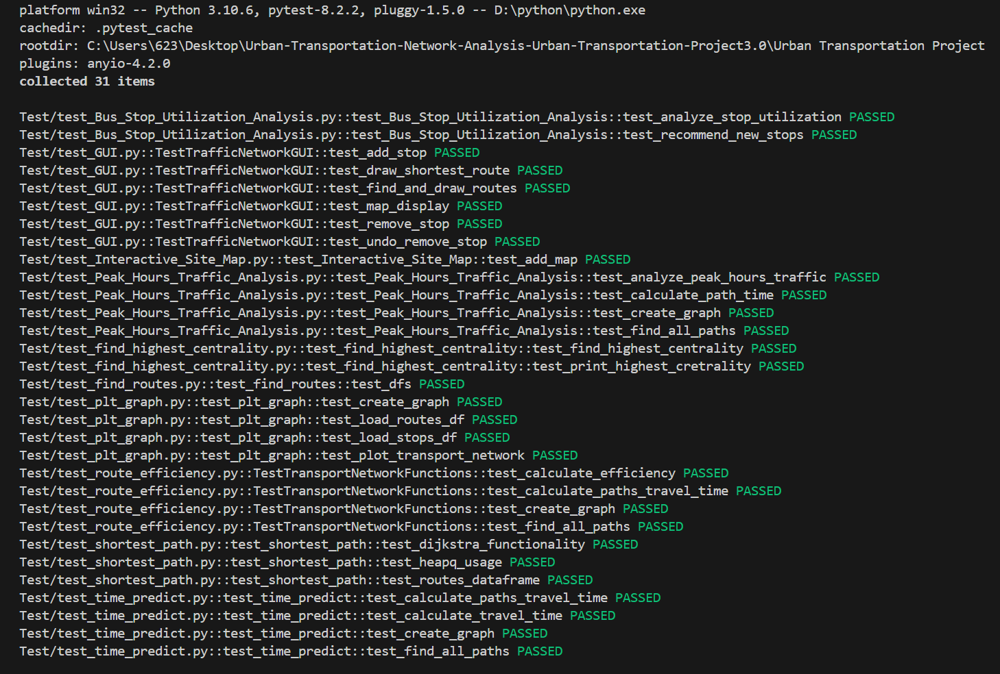 platform win32 -- Python 3.10.6, pytest-8.2.2, pluggy-1.5.0 -- D:\python\python.exe
cachedir: .pytest_cache
rootdir: C:\Users\623\Desktop\Urban-Transportation-Network-Analysis-Urban-Transportation-Project3.0\Urban Transportation Project
plugins: anyio-4.2.0
collected 31 items
Test/test_Bus_Stop_Utilization_Analysis.py::test_Bus_Stop_Utilization_Analysis::test_analyze_stop_utilization PASSED
Test/test_Bus_Stop_Utilization_Analysis.py::test_Bus_Stop_Utilization_Analysis::test_recommend_new_stops PASSED
Test/test_GUI.py::TestTrafficNetworkGUI::test_add_stop PASSED
Test/test_GUI.py::TestTrafficNetworkGUI::test_draw_shortest_route PASSED
Test/test_GUI.py::TestTrafficNetworkGUI::test_find_and_draw_routes PASSED
Test/test_GUI.py::TestTrafficNetworkGUI::test_map_display PASSED
Test/test_GUI.py::TestTrafficNetworkGUI::test_remove_stop PASSED
Test/test_GUI.py::TestTrafficNetworkGUI::test_undo_remove_stop PASSED
Test/test_Interactive_Site_Map.py::test_Interactive_Site_Map::test_add_map PASSED
Test/test_Peak_Hours_Traffic_Analysis.py::test_Peak_Hours_Traffic_Analysis::test_analyze_peak_hours_traffic PASSED
Test/test_Peak_Hours_Traffic_Analysis.py::test_Peak_Hours_Traffic_Analysis::test_calculate_path_time PASSED
Test/test_Peak_Hours_Traffic_Analysis.py::test_Peak_Hours_Traffic_Analysis::test_create_graph PASSED
Test/test_Peak_Hours_Traffic_Analysis.py::test_Peak_Hours_Traffic_Analysis::test_find_all_paths PASSED
Test/test_find_highest_centrality.py::test_find_highest_centrality::test_find_highest_centrality PASSED
Test/test_find_highest_centrality.py::test_find_highest_centrality::test_print_highest_cretrality PASSED
Test/test_find_routes.py::test_find_routes::test_dfs PASSED
Test/test_plt_graph.py::test_plt_graph::test_create_graph PASSED
Test/test_plt_graph.py::test_plt_graph::test_load_routes_df PASSED
Test/test_plt_graph.py::test_plt_graph::test_load_stops_df PASSED
Test/test_plt_graph.py::test_plt_graph::test_plot_transport_network PASSED
Test/test_route_efficiency.py::TestTransportNetworkFunctions::test_calculate_efficiency PASSED
Test/test_route_efficiency.py::TestTransportNetworkFunctions::test_calculate_paths_travel_time PASSED
Test/test_route_efficiency.py::TestTransportNetworkFunctions::test_create_graph PASSED
Test/test_route_efficiency.py::TestTransportNetworkFunctions::test_find_all_paths PASSED
Test/test_shortest_path.py::test_shortest_path::test_dijkstra_functionality PASSED
Test/test_shortest_path.py::test_shortest_path::test_heapq_usage PASSED
Test/test_shortest_path.py::test_shortest_path::test_routes_dataframe PASSED
Test/test_time_predict.py::test_time_predict::test_calculate_paths_travel_time PASSED
Test/test_time_predict.py::test_time_predict::test_calculate_travel_time PASSED
Test/test_time_predict.py::test_time_predict::test_create_graph PASSED
Test/test_time_predict.py::test_time_predict::test_find_all_paths PASSED